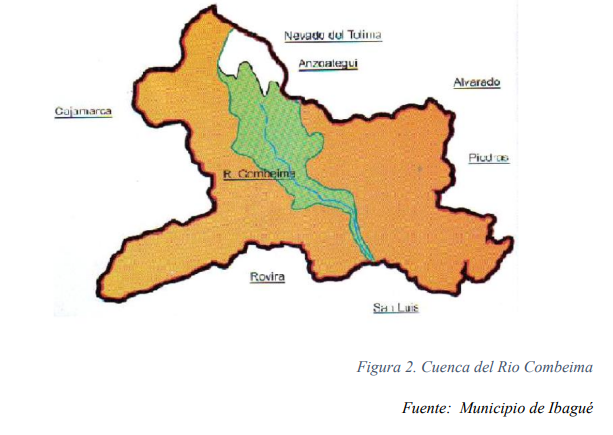 Nevado del Tolima
Anzoategui
Alvarado
Cajamarca
Piedras
R. Combeima
Rovira
San Luis
Figura 2. Cuenca del Rio Combeima
Fuente: Municipio de Ibagué